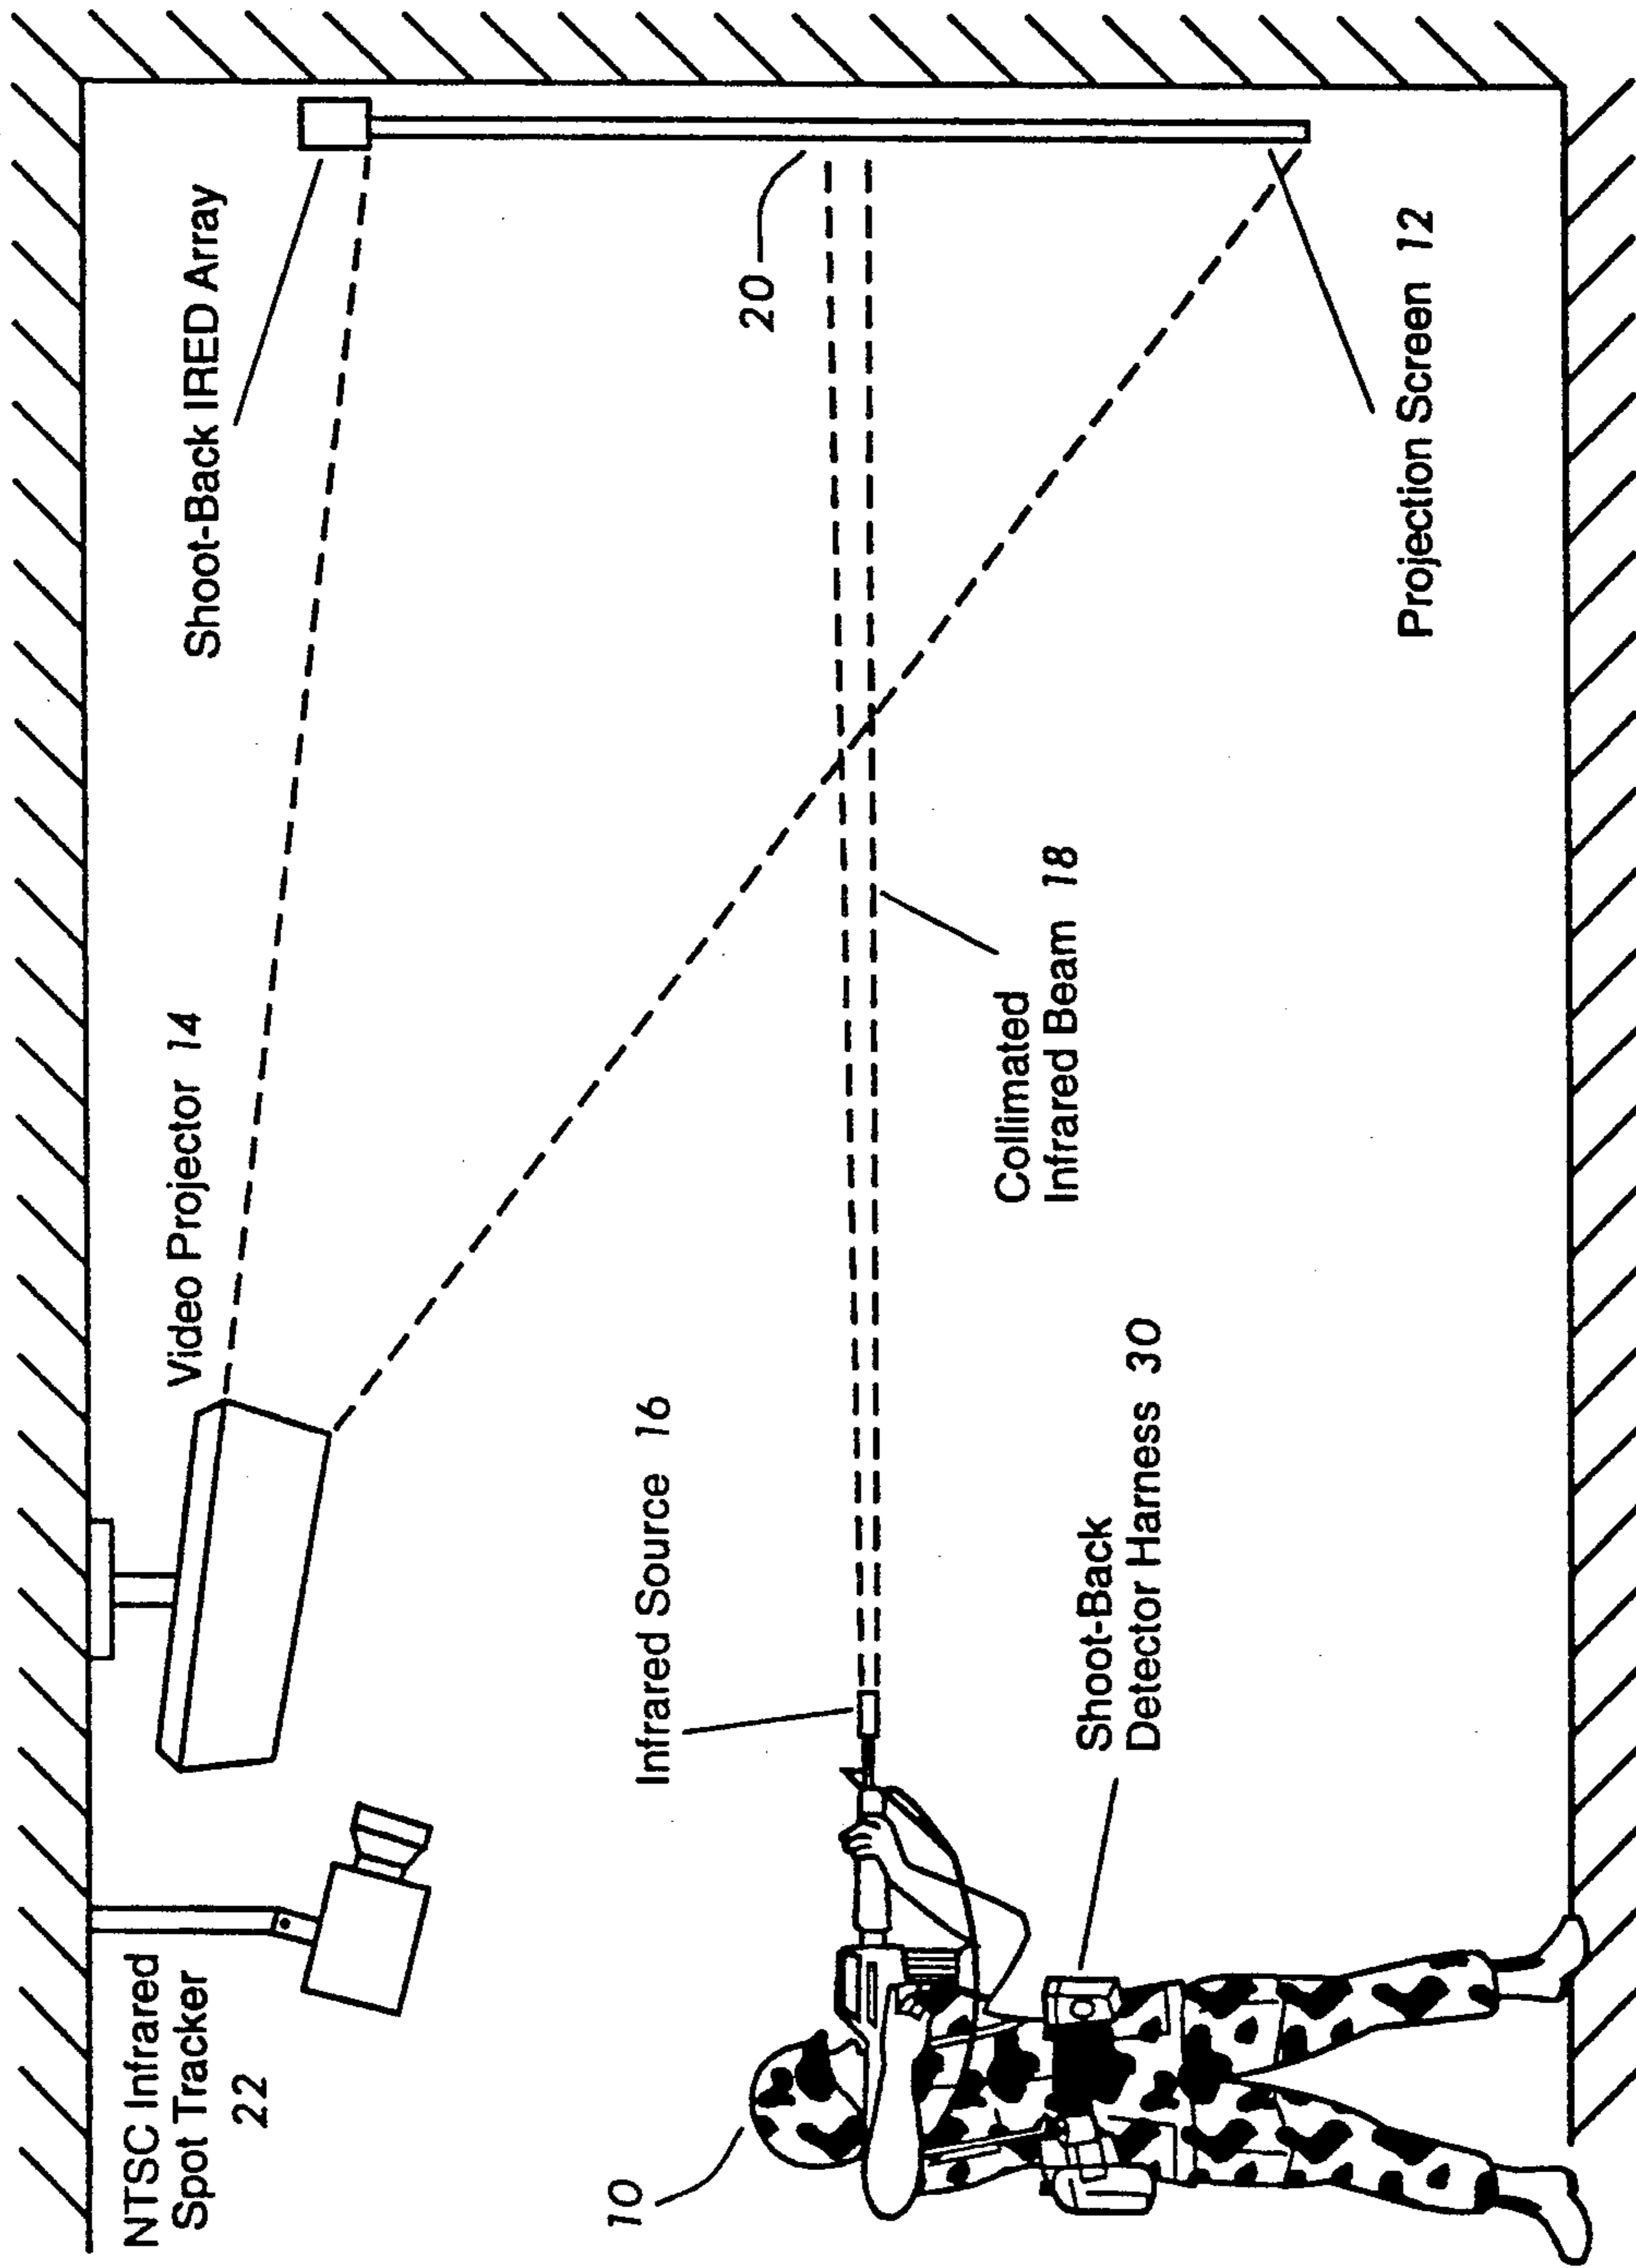 NTSC Infrared
Spot Tracker
22
Video Projector 14
Shoot-Back IRED Array
10
Infrared Source 16
20
Collimated
Infrared Beam 18
Shoot-Back
Detector Harness 30
Projection Screen 12